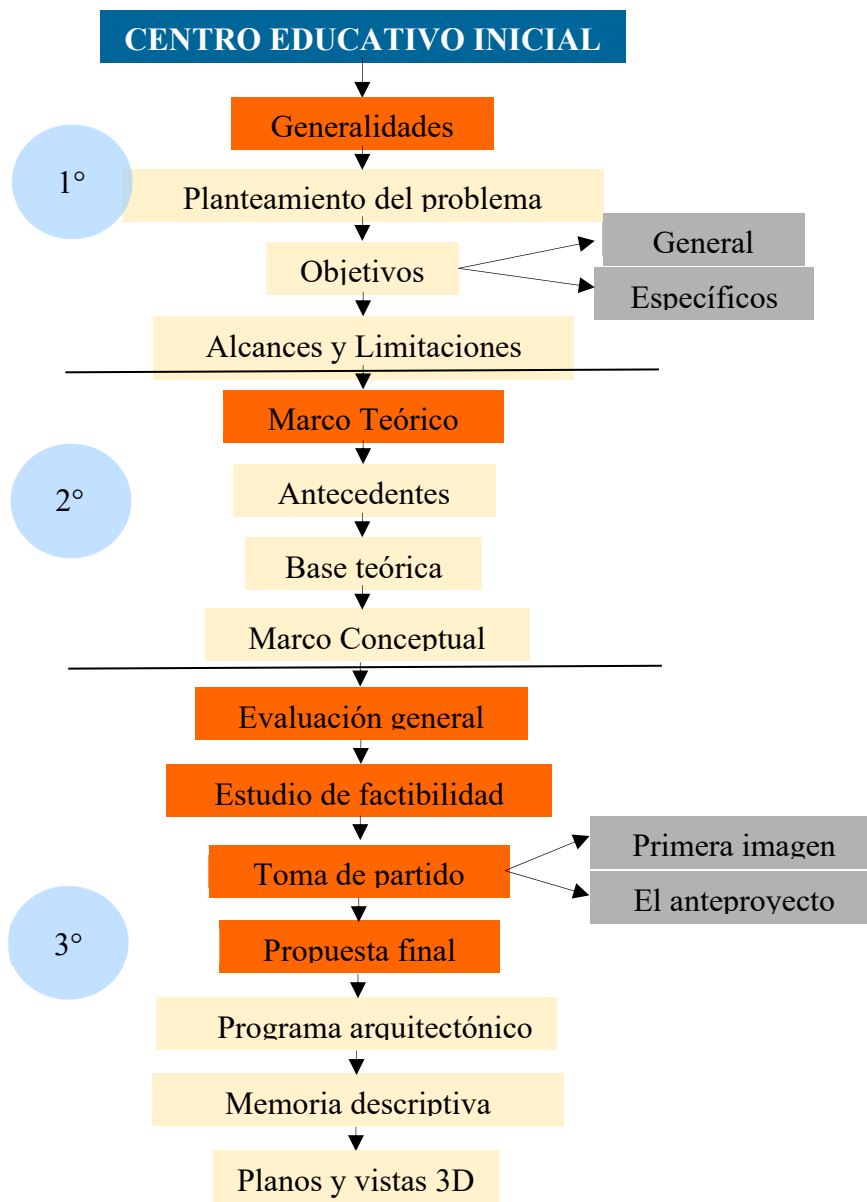 CENTRO EDUCATIVO INICIAL
Generalidades
1°
Planteamiento del problema
Objetivos
General
Específicos
Alcances y Limitaciones
Marco Teórico
2°
Antecedentes
Base teórica
Marco Conceptual
Evaluación general
Estudio de factibilidad
Toma de partido
Primera imagen
El anteproyecto
3°
Propuesta final
Programa arquitectónico
Memoria descriptiva
Planos y vistas 3D